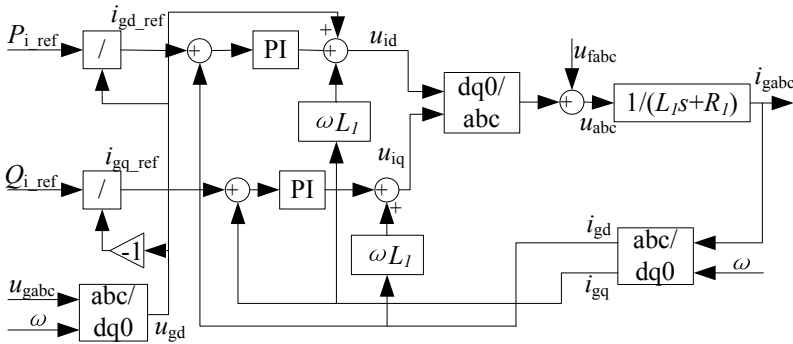 P_i_ref
/
i_gd_ref
+
PI
+
+
u_id
dq0/
abc
u_fabc
+
u_abc
1/(L_1s+R_1)
i_gabc
ωL_1
Q_i_ref
/
i_gq_ref
+
PI
+
+
u_iq
ωL_1
-1
u_gabc
ω
abc/
dq0
u_gd
i_gd
i_gq
abc/
dq0
ω